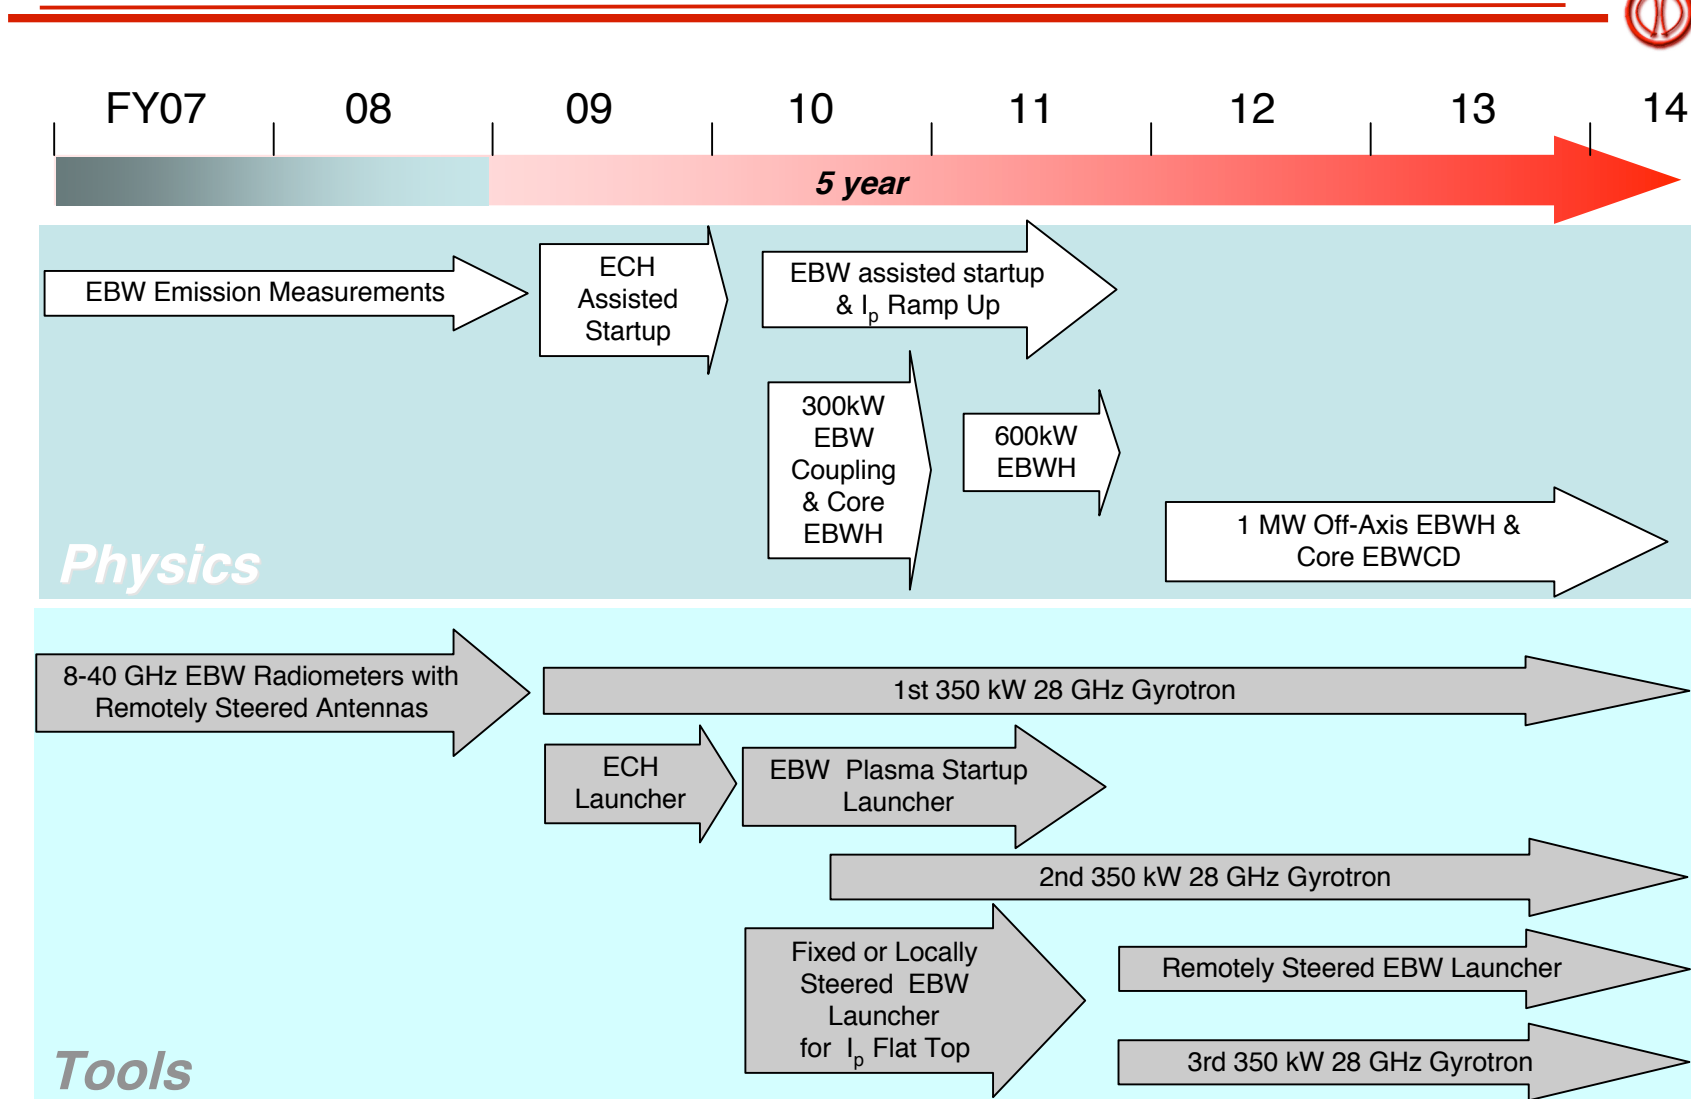 FY07 08 09 10 11 12 13 14
5 year
EBW Emission Measurements
ECH
Assisted
Startup
EBW assisted startup
& Ip Ramp Up
300kW
EBW
Coupling
& Core
EBWH
600kW
EBWH
1 MW Off-Axis EBWH &
Core EBWCD
Physics
8-40 GHz EBW Radiometers with
Remotely Steered Antennas
1st 350 kW 28 GHz Gyrotron
ECH
Launcher
EBW Plasma Startup
Launcher
2nd 350 kW 28 GHz Gyrotron
Fixed or Locally
Steered EBW
Launcher
for Ip Flat Top
Remotely Steered EBW Launcher
3rd 350 kW 28 GHz Gyrotron
Tools